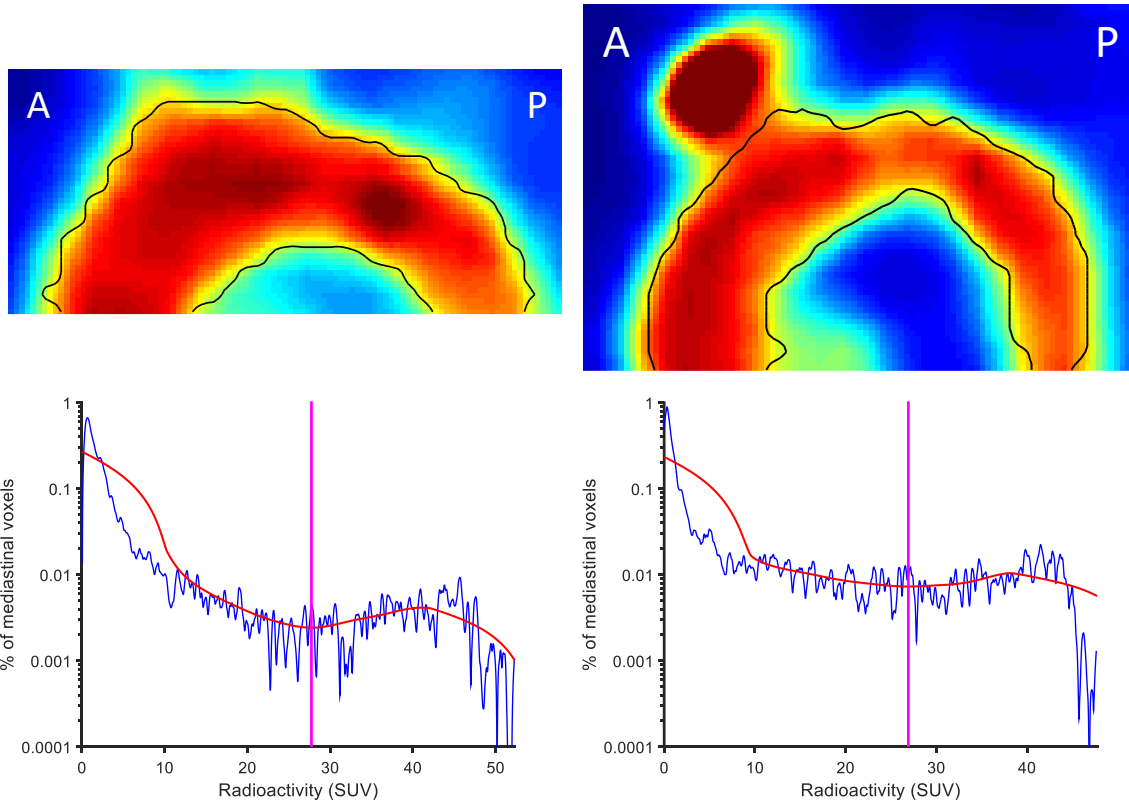 A P
A P
% of mediastinal voxels
1
0.1
0.01
0.001
0.0001
0 10 20 30 40 50
Radioactivity (SUV)
% of mediastinal voxels
1
0.1
0.01
0.001
0.0001
0 10 20 30 40
Radioactivity (SUV)